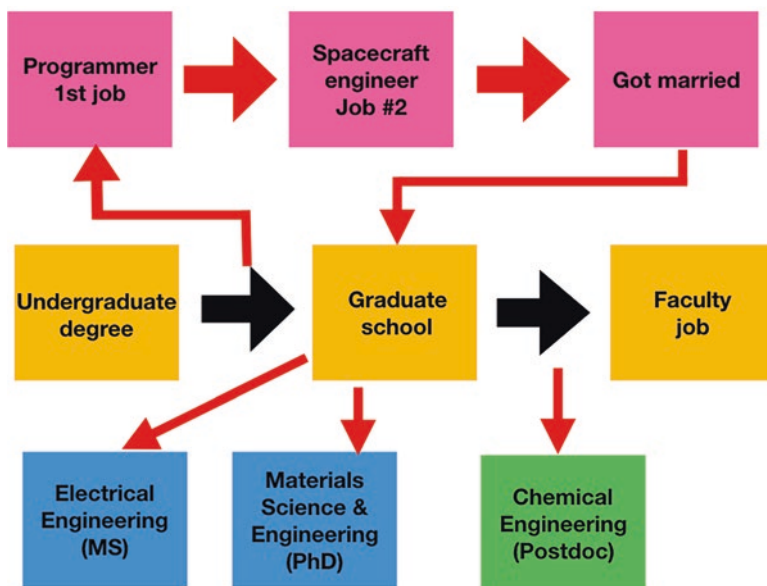 Programmer
1st job
Spacecraft
engineer
Job #2
Got married
Undergraduate
degree
Graduate
school
Faculty
job
Electrical
Engineering
(MS)
Materials
Science &
Engineering
(PhD)
Chemical
Engineering
(Postdoc)